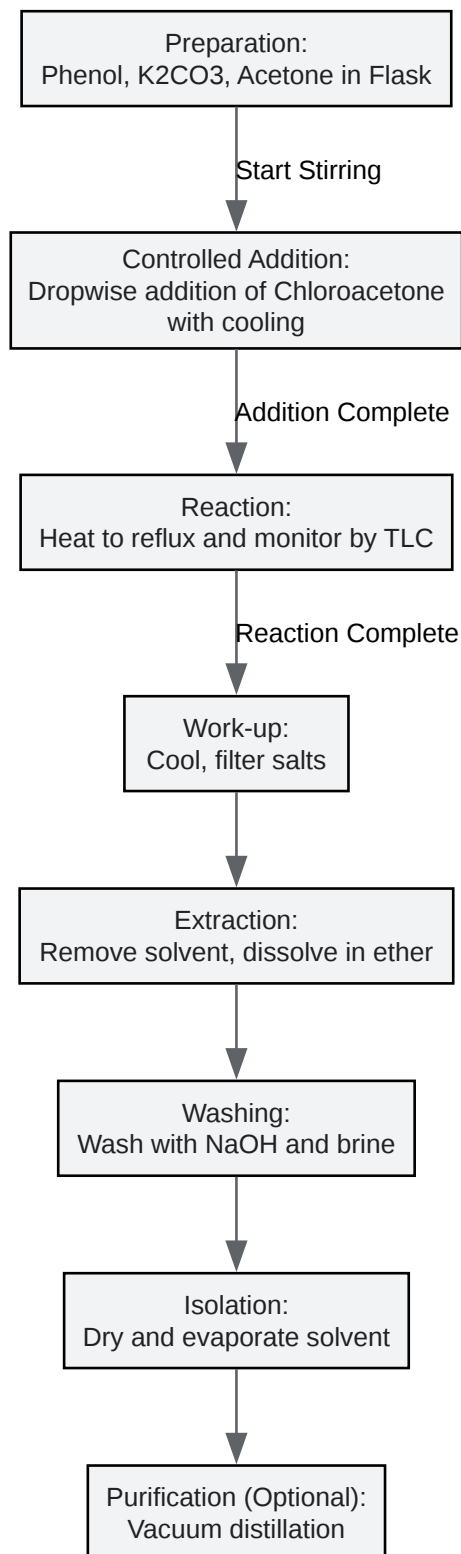 Preparation:
Phenol, K2CO3, Acetone in Flask
Start Stirring
Controlled Addition:
Dropwise addition of Chloroacetone
with cooling
Addition Complete
Reaction:
Heat to reflux and monitor by TLC
Reaction Complete
Work-up:
Cool, filter salts
Extraction:
Remove solvent, dissolve in ether
Washing:
Wash with NaOH and brine
Isolation:
Dry and evaporate solvent
Purification (Optional):
Vacuum distillation